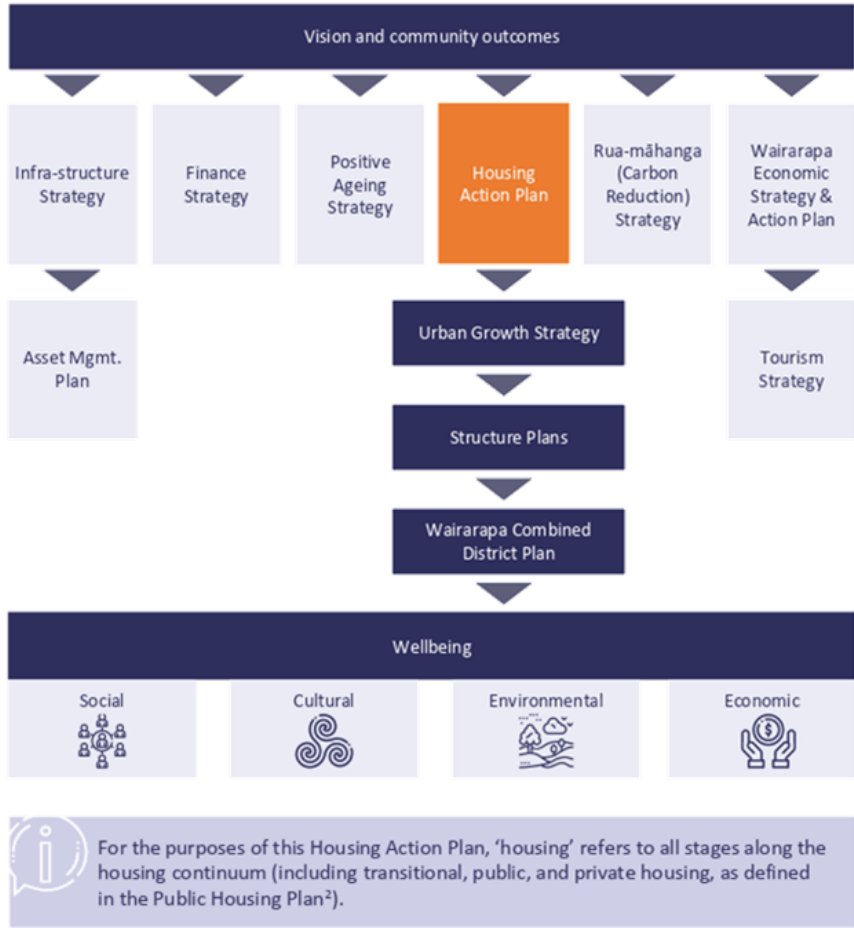 Vision and community outcomes
Infra-structure
Strategy
Finance
Strategy
Positive
Ageing
Strategy
Housing
Action Plan
Rua-māhanga
(Carbon
Reduction)
Strategy
Wairarapa
Economic
Strategy &
Action Plan
Asset Mgmt.
Plan
Urban Growth Strategy
Tourism
Strategy
Structure Plans
Wairarapa Combined
District Plan
Wellbeing
Social
Cultural
Environmental
Economic
For the purposes of this Housing Action Plan, ‘housing’ refers to all stages along the
housing continuum (including transitional, public, and private housing, as defined
in the Public Housing Plan²).